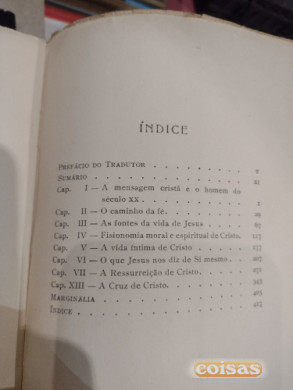 ÍNDICE
PREFÁCIO DO TRADUTOR . . . . . . . . . v
SUMÁRIO . . . . . . . . . . . . . XI
Cap. I — A mensagem cristã e o homem do
século XX . . . . . . . . . 1
Cap. II — O caminho da fé. . . . . . . .
Cap. III — As fontes da vida de Jesus . . . .
Cap. IV — Fisionomia moral e espiritual de Cristo.
Cap. V — A vida íntima de Cristo . . . . .
Cap. VI — O que Jesus nos diz de Si mesmo . .
Cap. VII — A Ressurreição de Cristo. . . . .
Cap. XIII — A Cruz de Cristo. . . . . . .
MARGINÁLIA . . . . . . . . . . . .
ÍNDICE . . . . . . . . . . . . . .
coisas